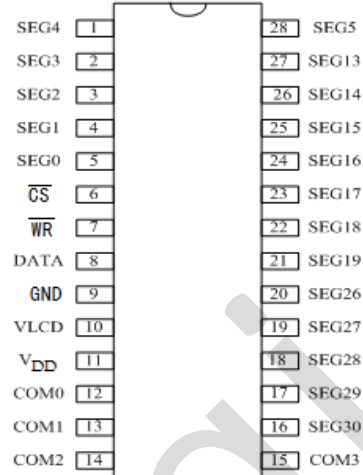 SEG4 1 28 SEG5
SEG3 2 27 SEG13
SEG2 3 26 SEG14
SEG1 4 25 SEG15
SEG0 5 24 SEG16
C̅S̅ 6 23 SEG17
W̅R̅ 7 22 SEG18
DATA 8 21 SEG19
GND 9 20 SEG26
VLCD 10 19 SEG27
VDD 11 18 SEG28
COM0 12 17 SEG29
COM1 13 16 SEG30
COM2 14 15 COM3